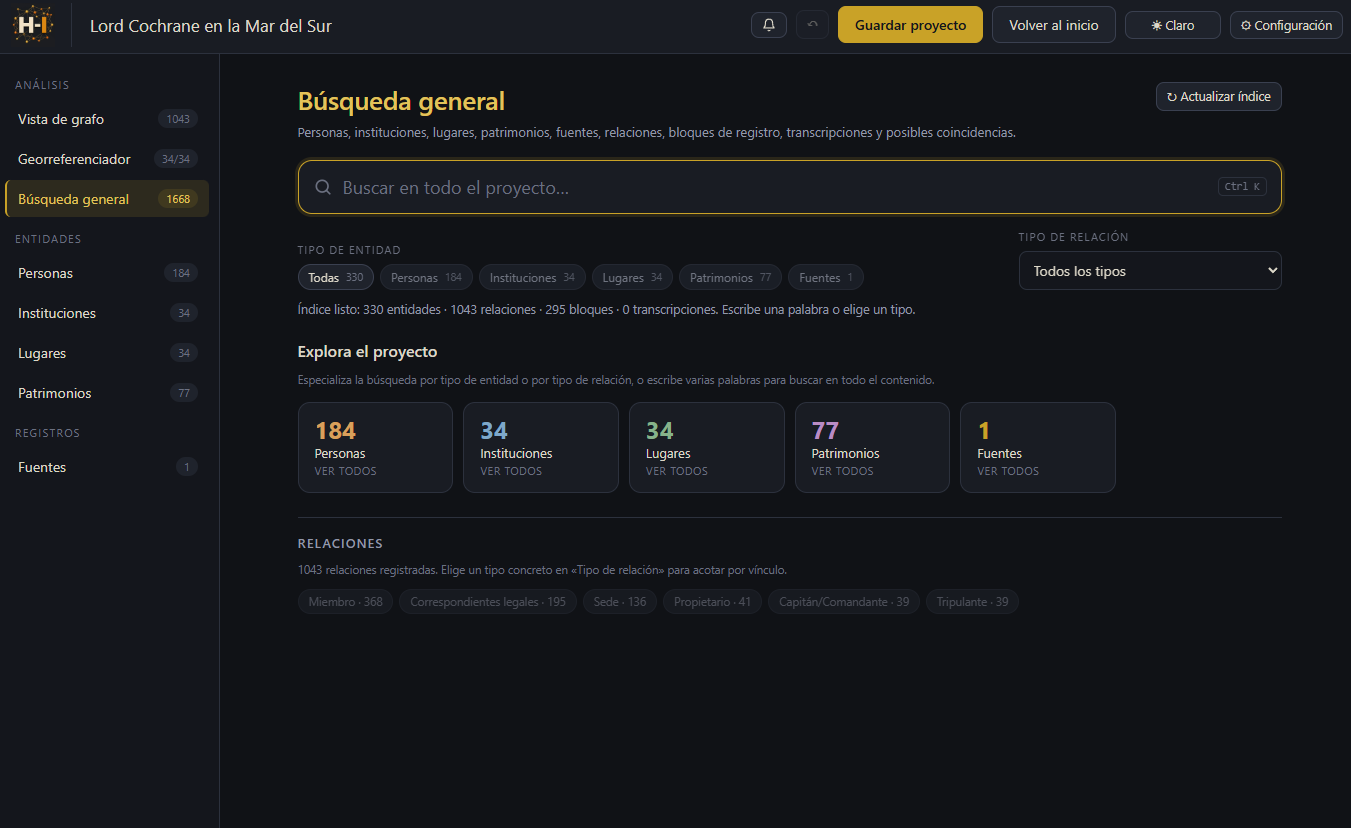 H-I
Lord Cochrane en la Mar del Sur
Guardar proyecto
Volver al inicio
☀ Claro
⚙ Configuración
ANÁLISIS
Vista de grafo 1043
Georreferenciador 34/34
Búsqueda general 1668
ENTIDADES
Personas 184
Instituciones 34
Lugares 34
Patrimonios 77
REGISTROS
Fuentes 1
Búsqueda general
↻ Actualizar índice
Personas, instituciones, lugares, patrimonios, fuentes, relaciones, bloques de registro, transcripciones y posibles coincidencias.
Buscar en todo el proyecto...
Ctrl K
TIPO DE ENTIDAD
TIPO DE RELACIÓN
Todas 330
Personas 184
Instituciones 34
Lugares 34
Patrimonios 77
Fuentes 1
Todos los tipos
Índice listo: 330 entidades · 1043 relaciones · 295 bloques · 0 transcripciones. Escribe una palabra o elige un tipo.
Explora el proyecto
Especializa la búsqueda por tipo de entidad o por tipo de relación, o escribe varias palabras para buscar en todo el contenido.
184
Personas
VER TODOS
34
Instituciones
VER TODOS
34
Lugares
VER TODOS
77
Patrimonios
VER TODOS
1
Fuentes
VER TODOS
RELACIONES
1043 relaciones registradas. Elige un tipo concreto en «Tipo de relación» para acotar por vínculo.
Miembro · 368
Correspondientes legales · 195
Sede · 136
Propietario · 41
Capitán/Comandante · 39
Tripulante · 39